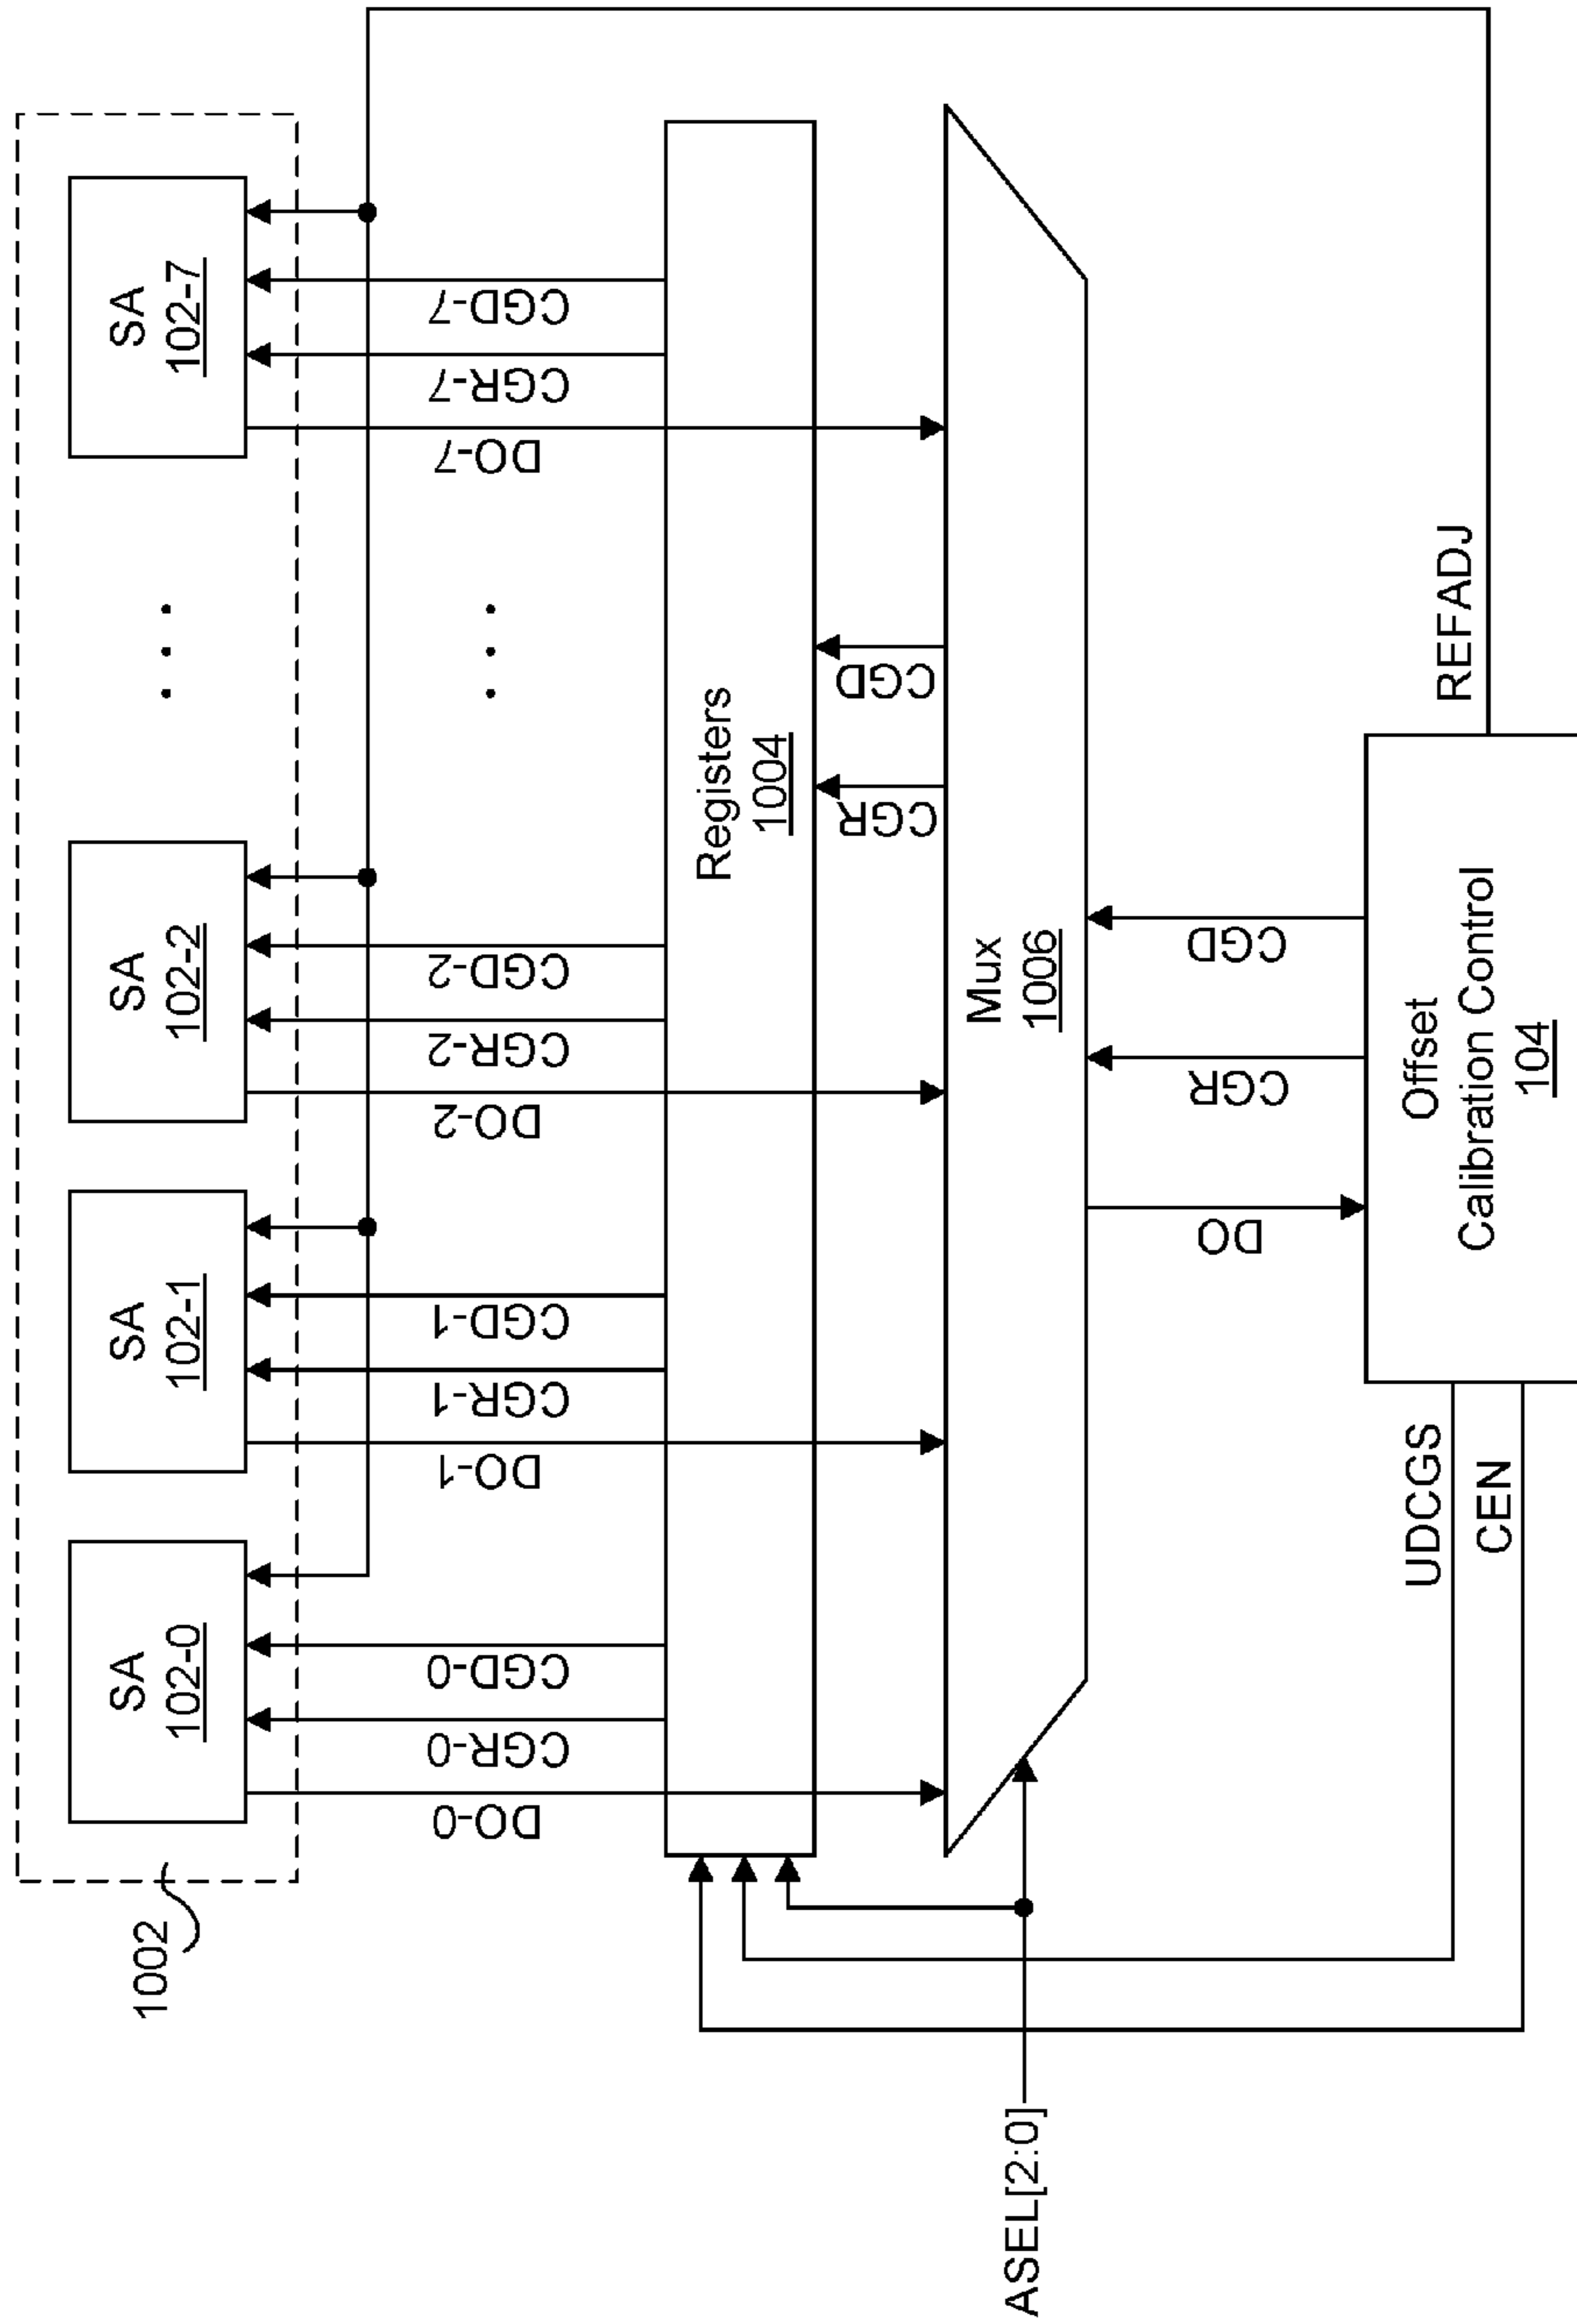 1002
SA
102-0
SA
102-1
SA
102-2
. . .
SA
102-7
DO-0
CGR-0
CGD-0
DO-1
CGR-1
CGD-1
DO-2
CGR-2
CGD-2
. . .
DO-7
CGR-7
CGD-7
Registers
1004
CGR
CGD
ASEL[2:0]
Mux
1006
DO
CGR
CGD
UDCGS
CEN
Offset
Calibration Control
104
REFADJ